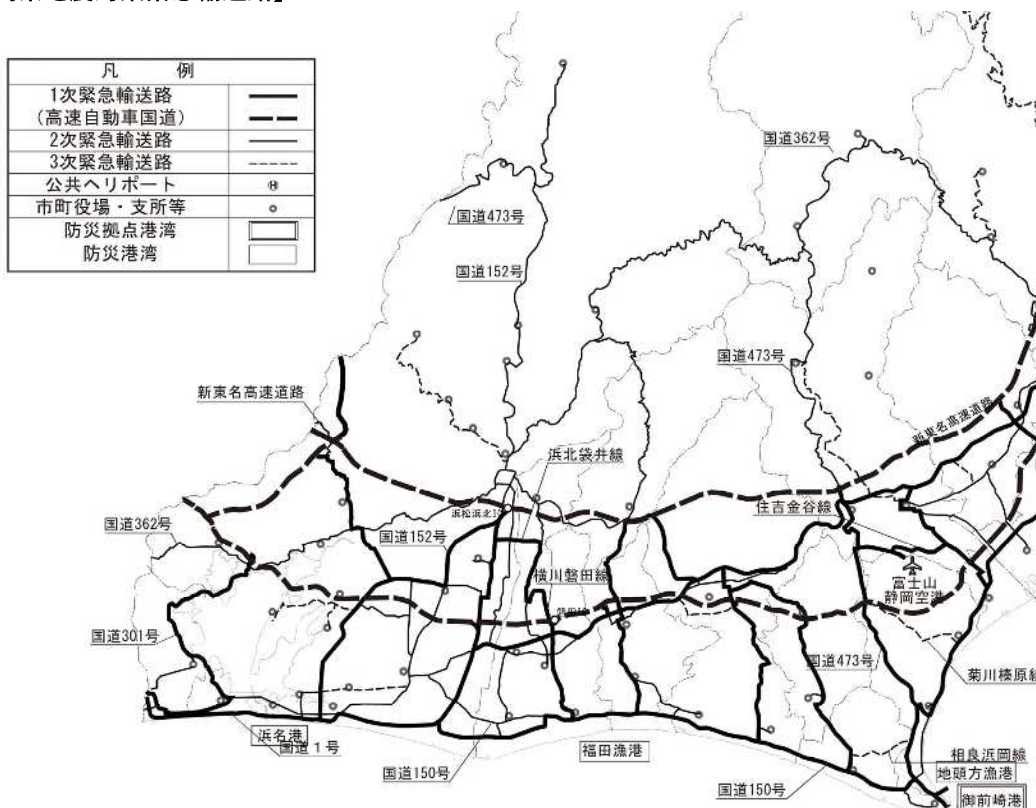 凡 例
1次緊急輸送路
(高速自動車国道)
2次緊急輸送路
3次緊急輸送路
公共ヘリポート
市町役場・支所等
防災拠点港湾
防災港湾
国道362号
国道473号
国道152号
国道473号
新東名高速道路
新東名高速道路
浜北袋井線
浜松浜北IC
住吉金谷線
国道362号
国道152号
横川磐田線
富士山
静岡空港
国道301号
国道473号
菊川榛原線
浜名港
国道1号
福田漁港
国道150号
国道150号
相良浜岡線
地頭方漁港
御前崎港